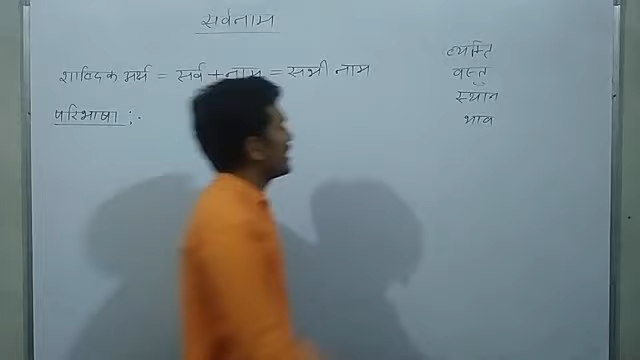 सर्वनाम
शाब्दिक अर्थ = सर्व + नाम = सभी नाम
परिभाषा :-
व्यक्ति
वस्तु
स्थान
भाव